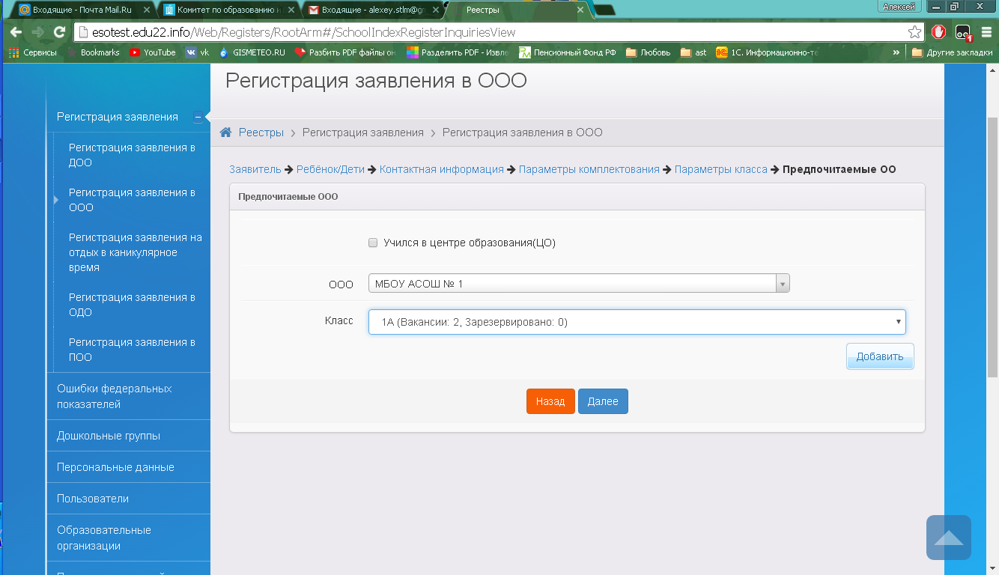 Входящие - Почта Mail.Ru
Комитет по образованию и
Входящие - alexey.stlm@gr
Реестры
Алексей
esotest.edu22.info/Web/Registers/RootArm#/SchoolIndexRegisterInquiriesView
Сервисы
Bookmarks
YouTube
vk
GISMETEO.RU
Разбить PDF файлы он
Разделить PDF - Извле
Пенсионный Фонд РФ
Любовь
ast
1С. Информационно-те
»
Другие закладки
Регистрация заявления в ООО
Регистрация заявления
Регистрация заявления в
ДОО
Регистрация заявления в
ООО
Регистрация заявления на
отдых в каникулярное
время
Регистрация заявления в
ОДО
Регистрация заявления в
ПОО
Ошибки федеральных
показателей
Дошкольные группы
Персональные данные
Пользователи
Образовательные
организации
Реестры > Регистрация заявления > Регистрация заявления в ООО
Заявитель → Ребёнок/Дети → Контактная информация → Параметры комплектования → Параметры класса → Предпочитаемые ОО
Предпочитаемые ООО
Учился в центре образования(ЦО)
ООО МБОУ АСОШ № 1
Класс 1А (Вакансии: 2, Зарезервировано: 0)
Добавить
Назад Далее